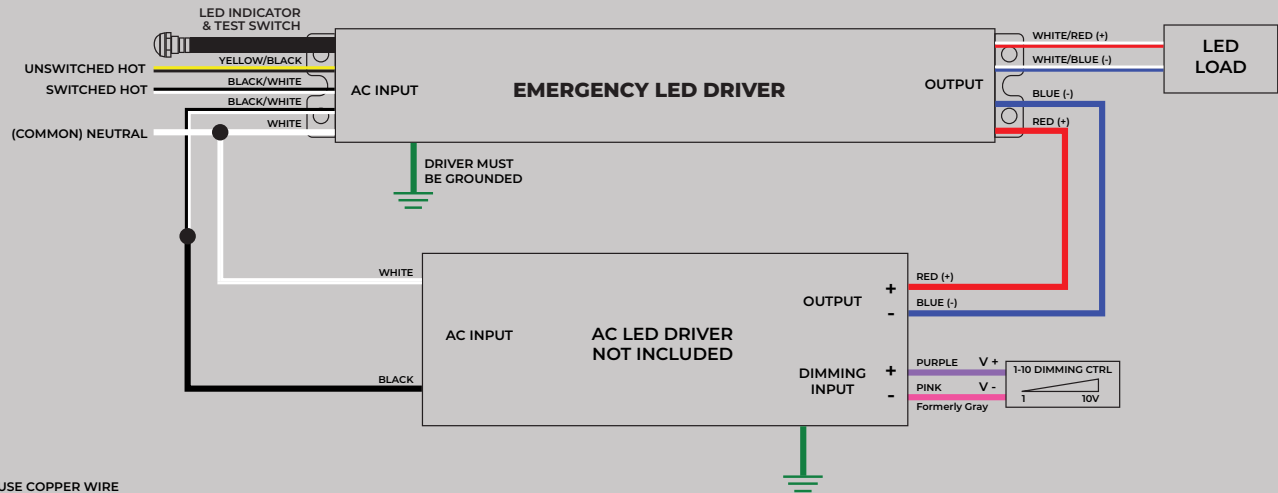 LED INDICATOR
& TEST SWITCH
UNSWITCHED HOT
YELLOW/BLACK
SWITCHED HOT
BLACK/WHITE
BLACK/WHITE
(COMMON) NEUTRAL
WHITE
AC INPUT
EMERGENCY LED DRIVER
OUTPUT
WHITE/RED (+)
WHITE/BLUE (-)
BLUE (-)
RED (+)
LED
LOAD
DRIVER MUST
BE GROUNDED
WHITE
BLACK
AC INPUT
AC LED DRIVER
NOT INCLUDED
OUTPUT
+
-
RED (+)
BLUE (-)
DIMMING
INPUT
+
-
PURPLE V +
PINK V -
Formerly Gray
1-10 DIMMING CTRL
1 10V
USE COPPER WIRE